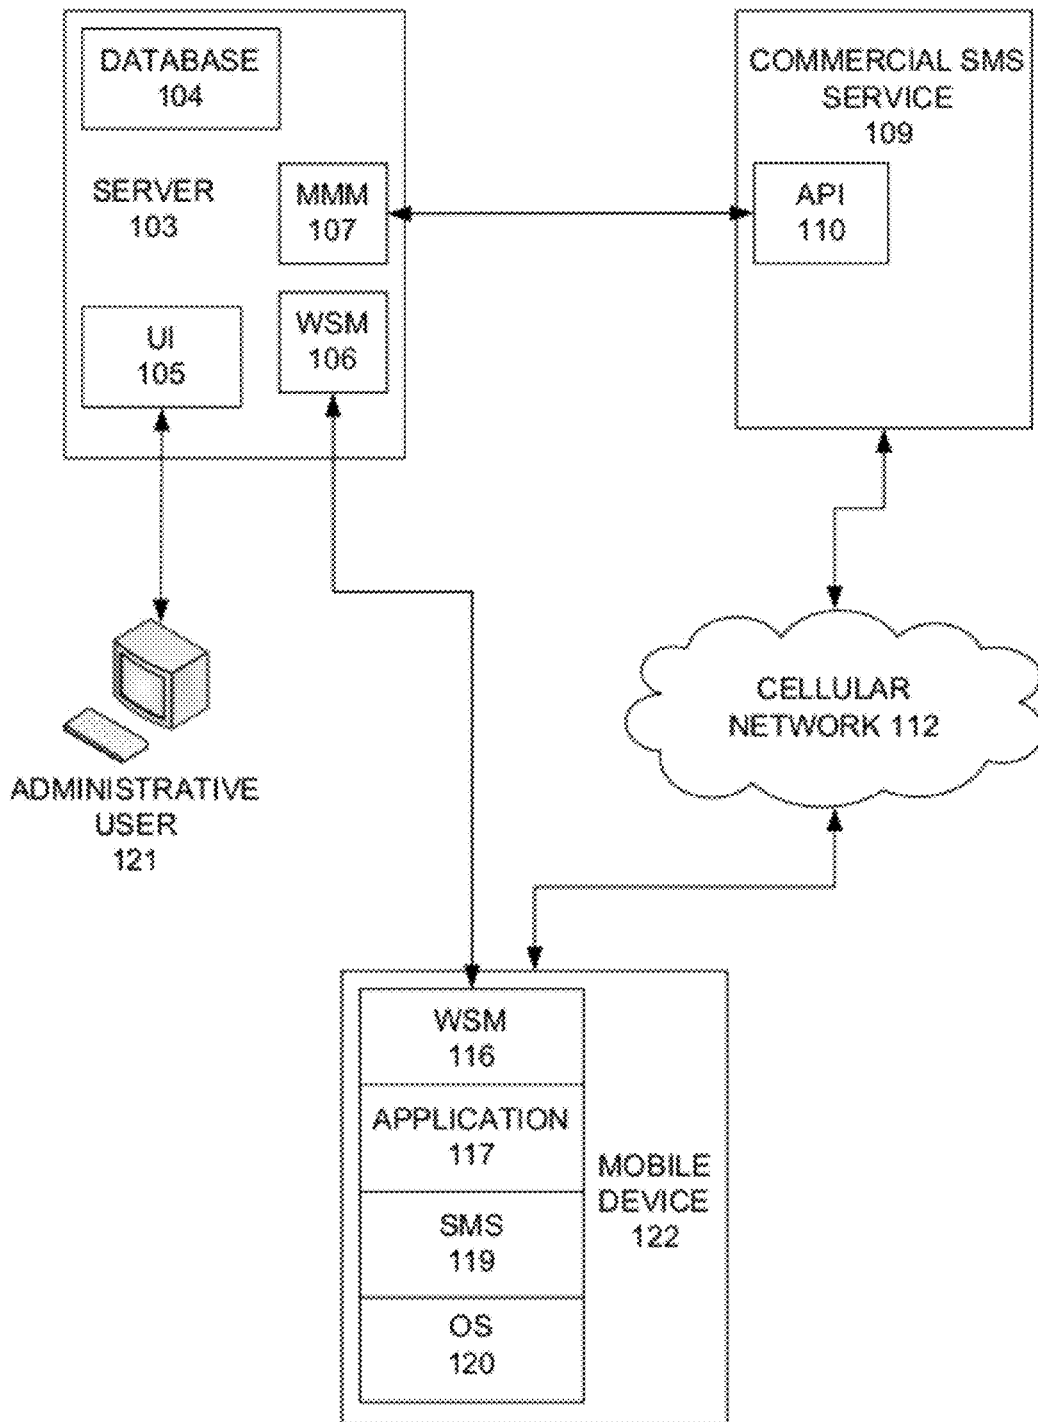 DATABASE
104
SERVER
103
MMM
107
UI
105
WSM
106
COMMERCIAL SMS
SERVICE
109
API
110
ADMINISTRATIVE
USER
121
CELLULAR
NETWORK 112
WSM
116
APPLICATION
117
SMS
119
OS
120
MOBILE
DEVICE
122